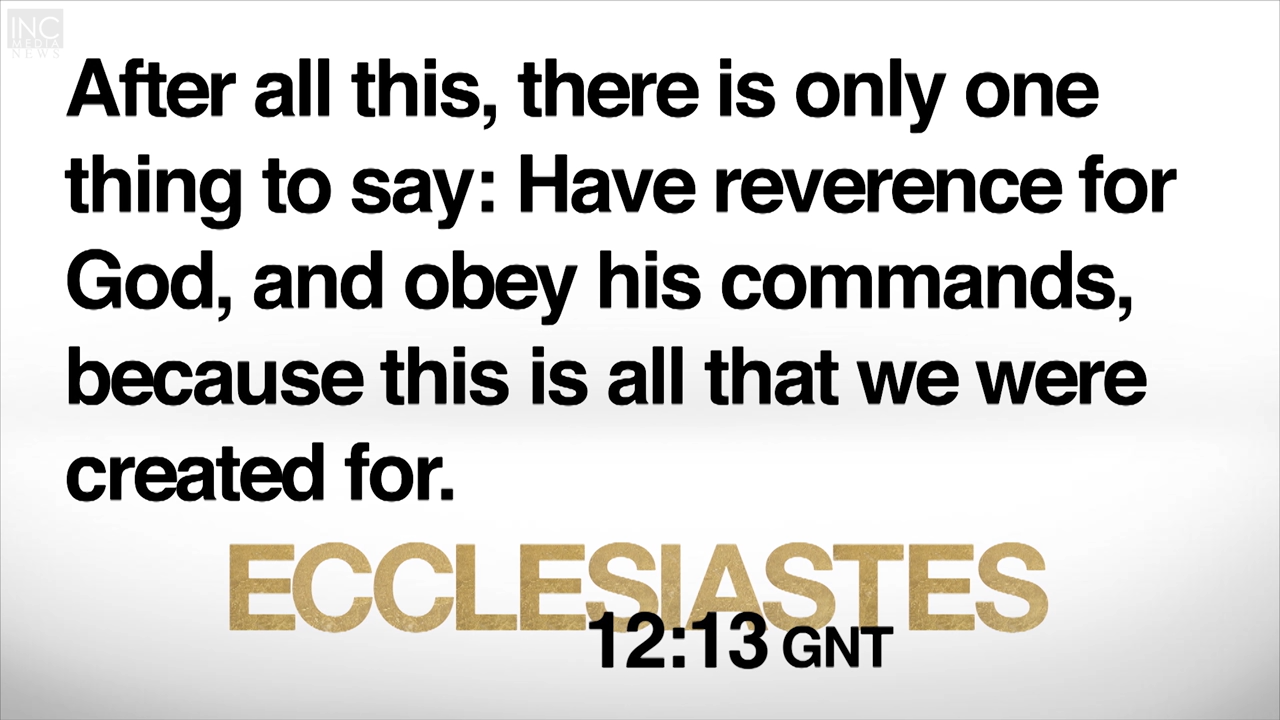 INC
MEDIA
NEWS
After all this, there is only one
thing to say: Have reverence for
God, and obey his commands,
because this is all that we were
created for.
ECCLESIASTES
12:13 GNT